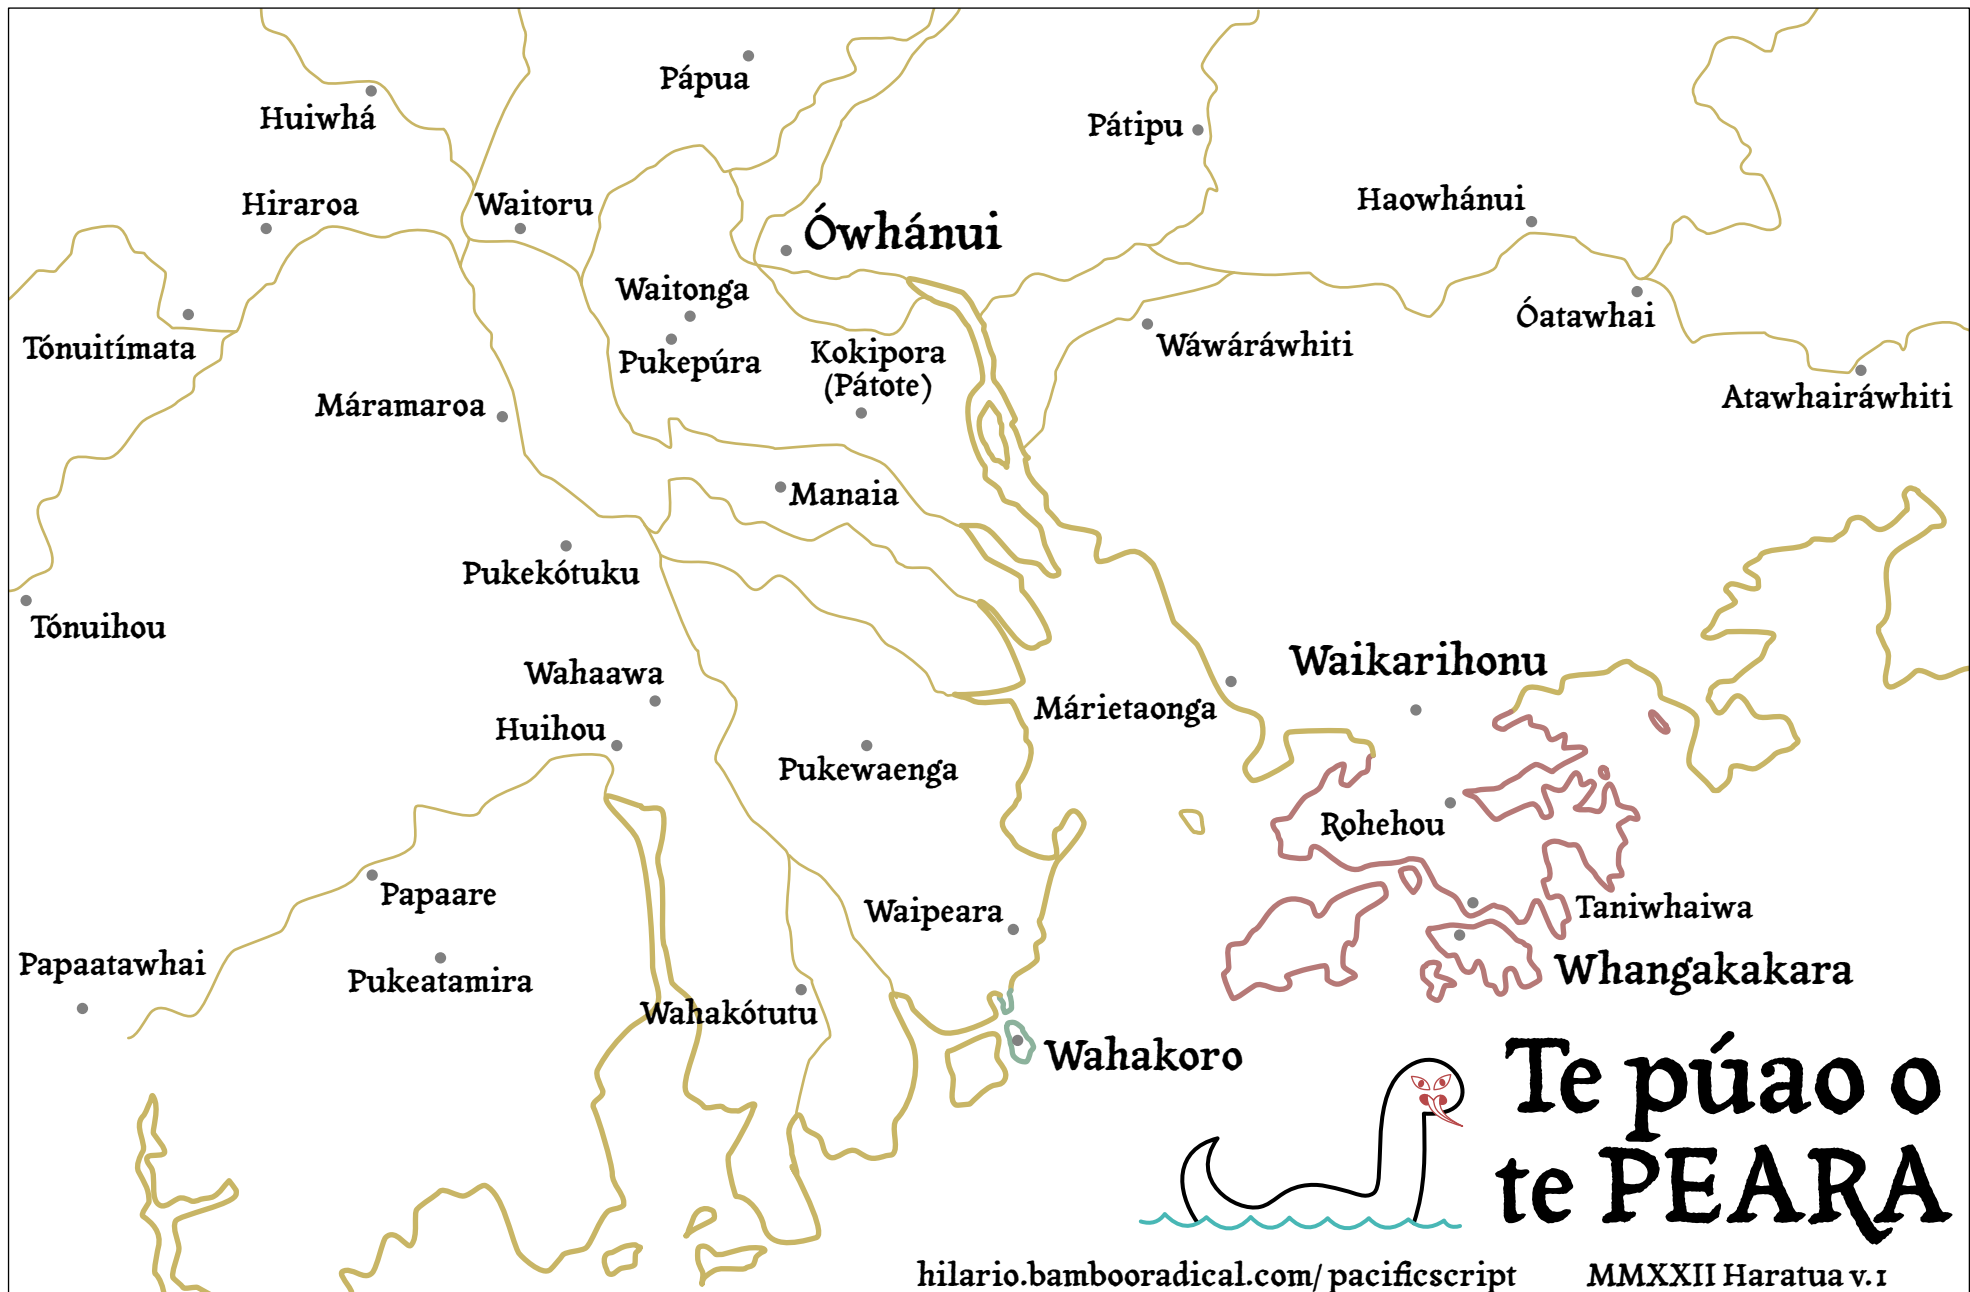 Pápua
Huiwhá
Pátipu
Hiraroa
Waitoru
Haowhánui
Ówhánui
Waitonga
Óatawhai
Tónuitímata
Pukepúra
Kokipora
(Pátote)
Wáwáráwhiti
Máramaroa
Atawhairáwhiti
Manaia
Pukekótuku
Tónuihou
Wahaawa
Waikarihonu
Márietaonga
Huihou
Pukewaenga
Rohehou
Papaare
Waipeara
Taniwhaiwa
Papaatawhai
Pukeatamira
Whangakakara
Wahakótutu
Wahakoro
Te púao o
te PEARA
hilario.bambooradical.com/pacificscript
MMXXII Haratua v.1